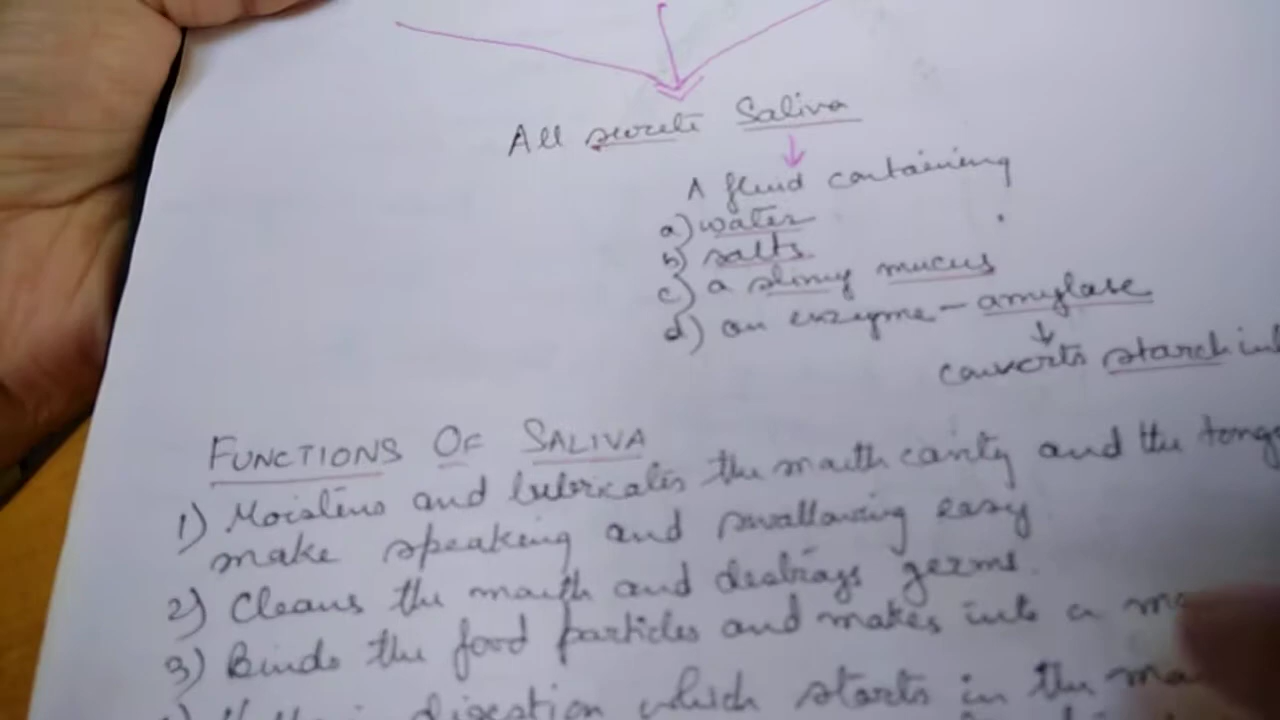 All secrete Saliva
A fluid containing
a) water
b) salts
c) a slimy mucus
d) an enzyme - amylase
converts starch
FUNCTIONS OF SALIVA
1) Moistens and lubricates the mouth cavity and the
make speaking and swallowing easy
2) Cleans the mouth and destroys germs.
3) Binds the food particles and makes into a
digestion which starts in the